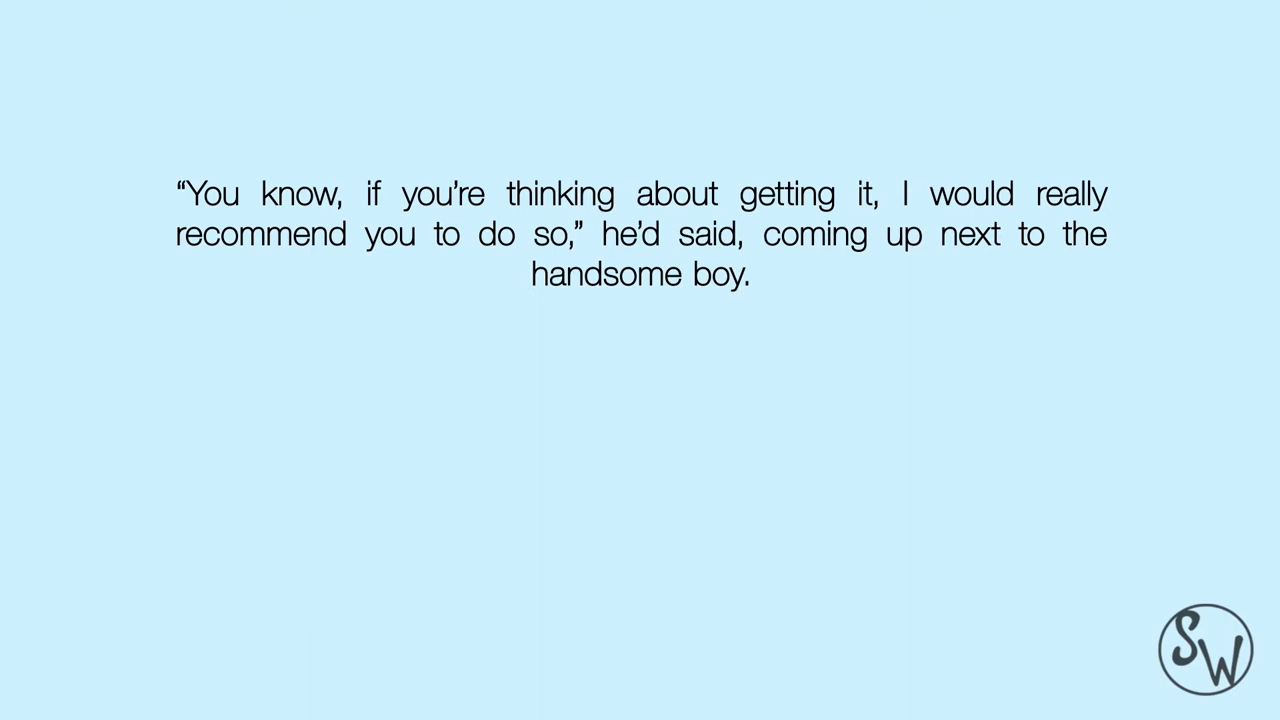 “You know, if you’re thinking about getting it, I would really
recommend you to do so,” he’d said, coming up next to the
handsome boy.
SW